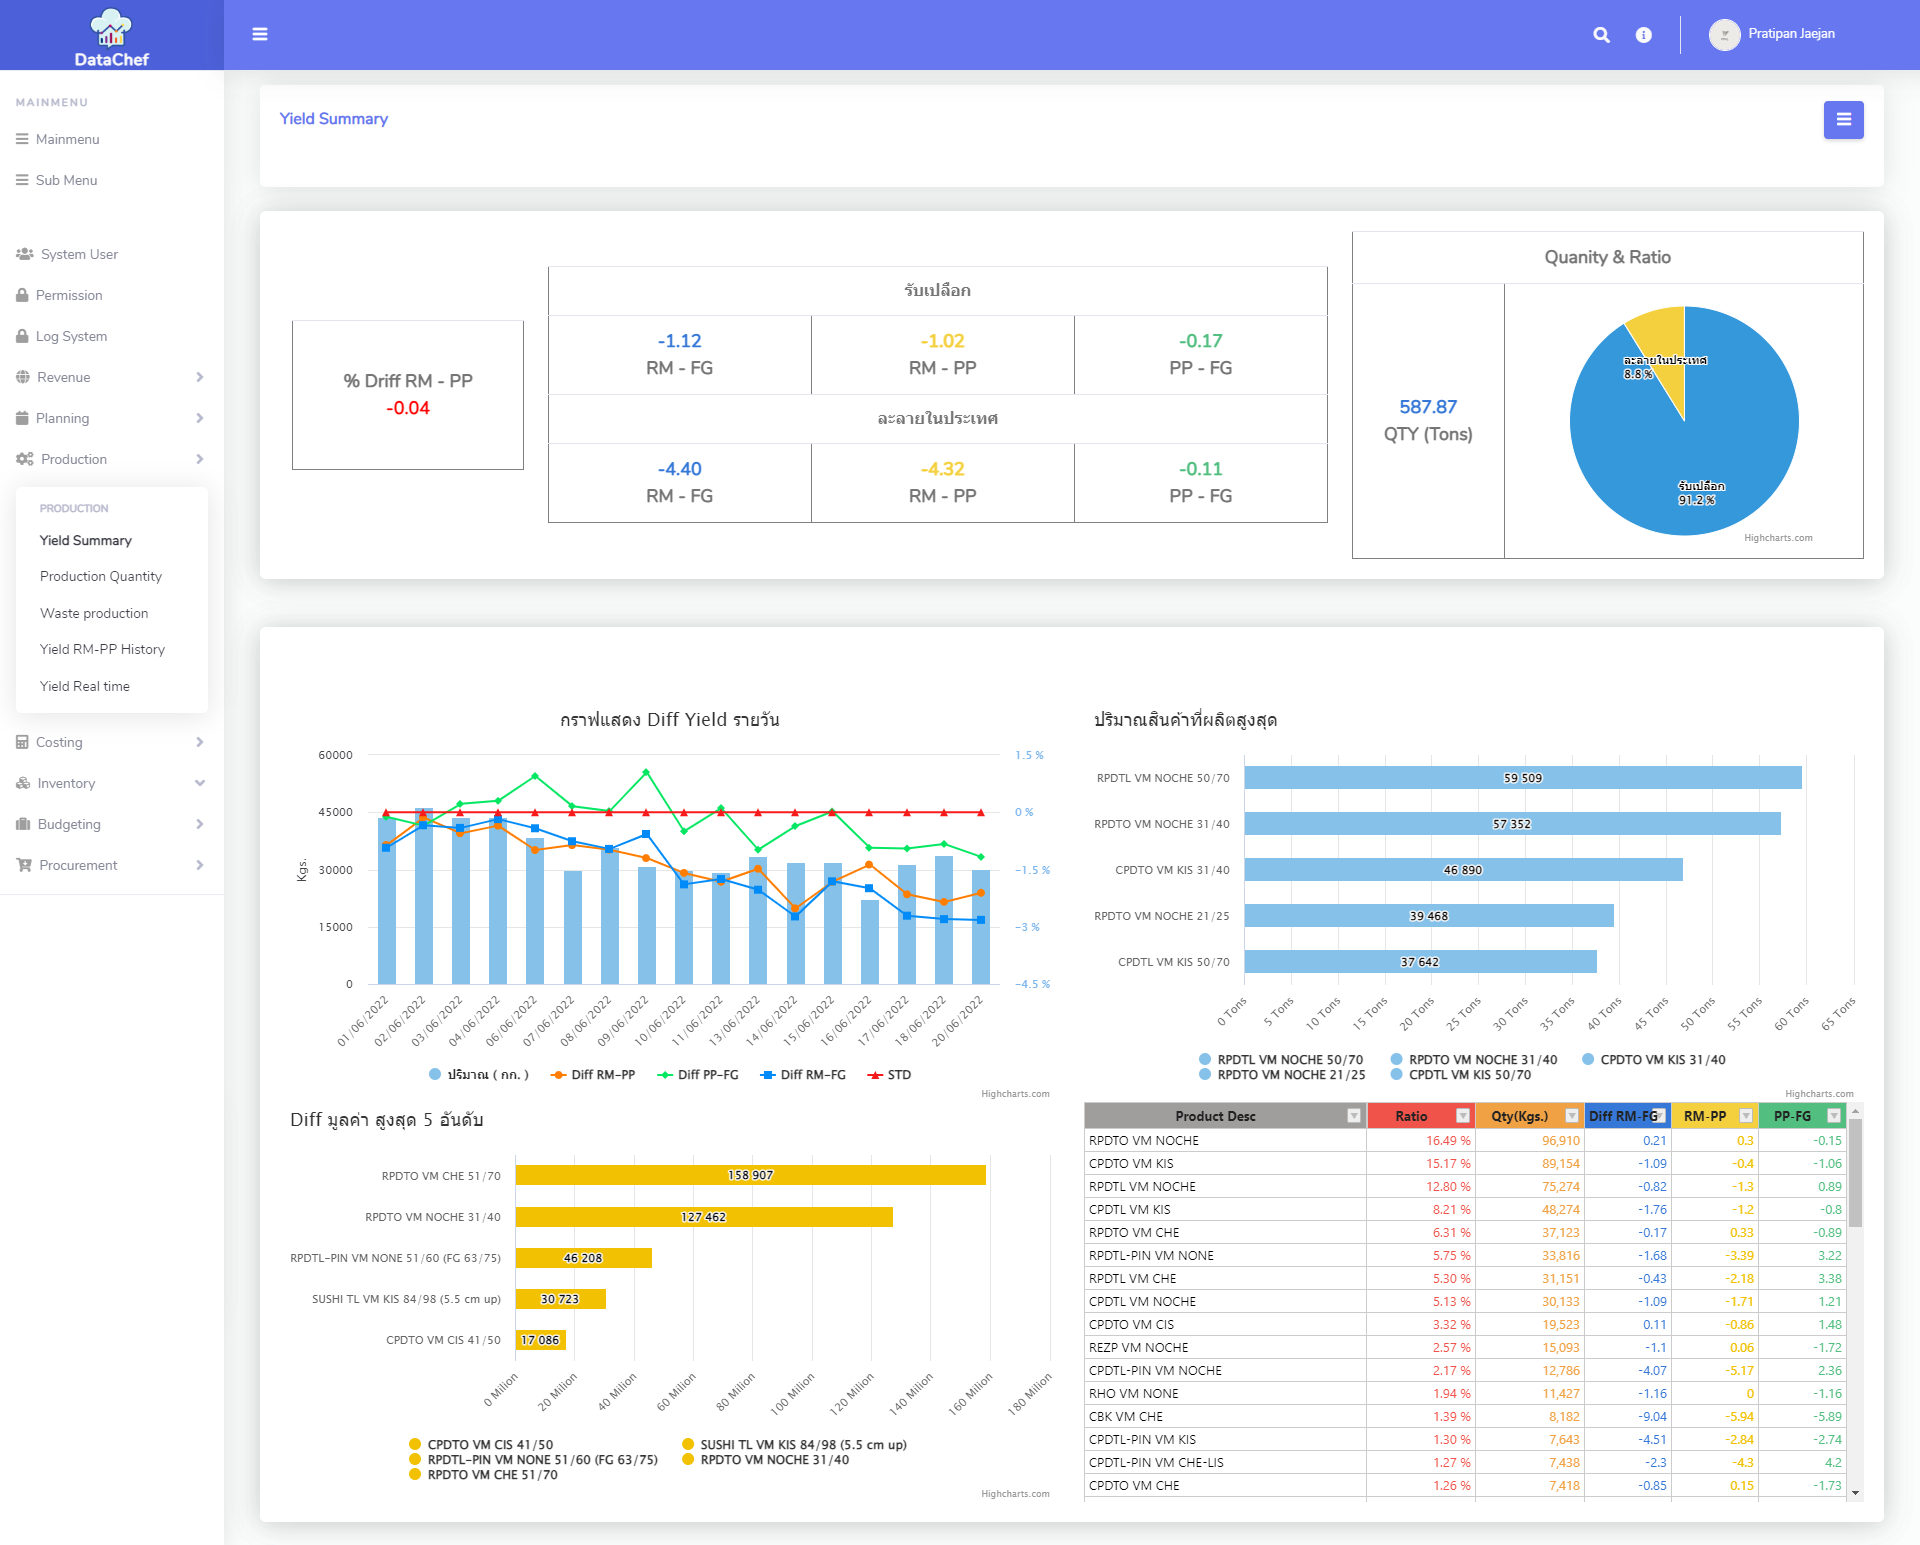 DataChef
Pratipan Jaejan
MAINMENU
Mainmenu
Sub Menu
System User
Permission
Log System
Revenue
Planning
Production
PRODUCTION
Yield Summary
Production Quantity
Waste production
Yield RM-PP History
Yield Real time
Costing
Inventory
Budgeting
Procurement
Yield Summary
% Driff RM - PP
-0.04
รับเปลือก
-1.12 -1.02 -0.17
RM - FG RM - PP PP - FG
ละลายในประเทศ
-4.40 -4.32 -0.11
RM - FG RM - PP PP - FG
Quanity & Ratio
587.87
QTY (Tons)
ละลายในประเทศ
8.8 %
รับเปลือก
91.2 %
Highcharts.com
กราฟแสดง Diff Yield รายวัน
Kgs.
60000 1.5 %
45000 0 %
30000 -1.5 %
15000 -3 %
0 -4.5 %
01/06/2022 02/06/2022 03/06/2022 04/06/2022 06/06/2022 07/06/2022 08/06/2022 09/06/2022 10/06/2022 11/06/2022 13/06/2022 14/06/2022 15/06/2022 16/06/2022 17/06/2022 18/06/2022 20/06/2022
ปริมาณ ( กก. ) Diff RM-PP Diff PP-FG Diff RM-FG STD
Highcharts.com
ปริมาณสินค้าที่ผลิตสูงสุด
RPDTL VM NOCHE 50/70 59 509
RPDTO VM NOCHE 31/40 57 352
CPDTO VM KIS 31/40 46 890
RPDTO VM NOCHE 21/25 39 468
CPDTL VM KIS 50/70 37 642
0 Tons 5 Tons 10 Tons 15 Tons 20 Tons 25 Tons 30 Tons 35 Tons 40 Tons 45 Tons 50 Tons 55 Tons 60 Tons 65 Tons
RPDTL VM NOCHE 50/70 RPDTO VM NOCHE 31/40 CPDTO VM KIS 31/40
RPDTO VM NOCHE 21/25 CPDTL VM KIS 50/70
Highcharts.com
Diff มูลค่า สูงสุด 5 อันดับ
RPDTO VM CHE 51/70 158 907
RPDTO VM NOCHE 31/40 127 462
RPDTL-PIN VM NONE 51/60 (FG 63/75) 46 208
SUSHI TL VM KIS 84/98 (5.5 cm up) 30 723
CPDTO VM CIS 41/50 17 086
0 Milion 20 Milion 40 Milion 60 Milion 80 Milion 100 Milion 120 Milion 140 Milion 160 Milion 180 Milion
CPDTO VM CIS 41/50 SUSHI TL VM KIS 84/98 (5.5 cm up)
RPDTL-PIN VM NONE 51/60 (FG 63/75) RPDTO VM NOCHE 31/40
RPDTO VM CHE 51/70
Highcharts.com
Product Desc Ratio Qty(Kgs.) Diff RM-FG RM-PP PP-FG
RPDTO VM NOCHE 16.49 % 96,910 0.21 0.3 -0.15
CPDTO VM KIS 15.17 % 89,154 -1.09 -0.4 -1.06
RPDTL VM NOCHE 12.80 % 75,274 -0.82 -1.3 0.89
CPDTL VM KIS 8.21 % 48,274 -1.76 -1.2 -0.8
RPDTO VM CHE 6.31 % 37,123 -0.17 0.33 -0.89
RPDTL-PIN VM NONE 5.75 % 33,816 -1.68 -3.39 3.22
RPDTL VM CHE 5.30 % 31,151 -0.43 -2.18 3.38
CPDTL VM NOCHE 5.13 % 30,133 -1.09 -1.71 1.21
CPDTO VM CIS 3.32 % 19,523 0.11 -0.86 1.48
REZP VM NOCHE 2.57 % 15,093 -1.1 0.06 -1.72
CPDTL-PIN VM NOCHE 2.17 % 12,786 -4.07 -5.17 2.36
RHO VM NONE 1.94 % 11,427 -1.16 0 -1.16
CBK VM CHE 1.39 % 8,182 -9.04 -5.94 -5.89
CPDTL-PIN VM KIS 1.30 % 7,643 -4.51 -2.84 -2.74
CPDTL-PIN VM CHE-LIS 1.27 % 7,438 -2.3 -4.3 4.2
CPDTO VM CHE 1.26 % 7,418 -0.85 0.15 -1.73